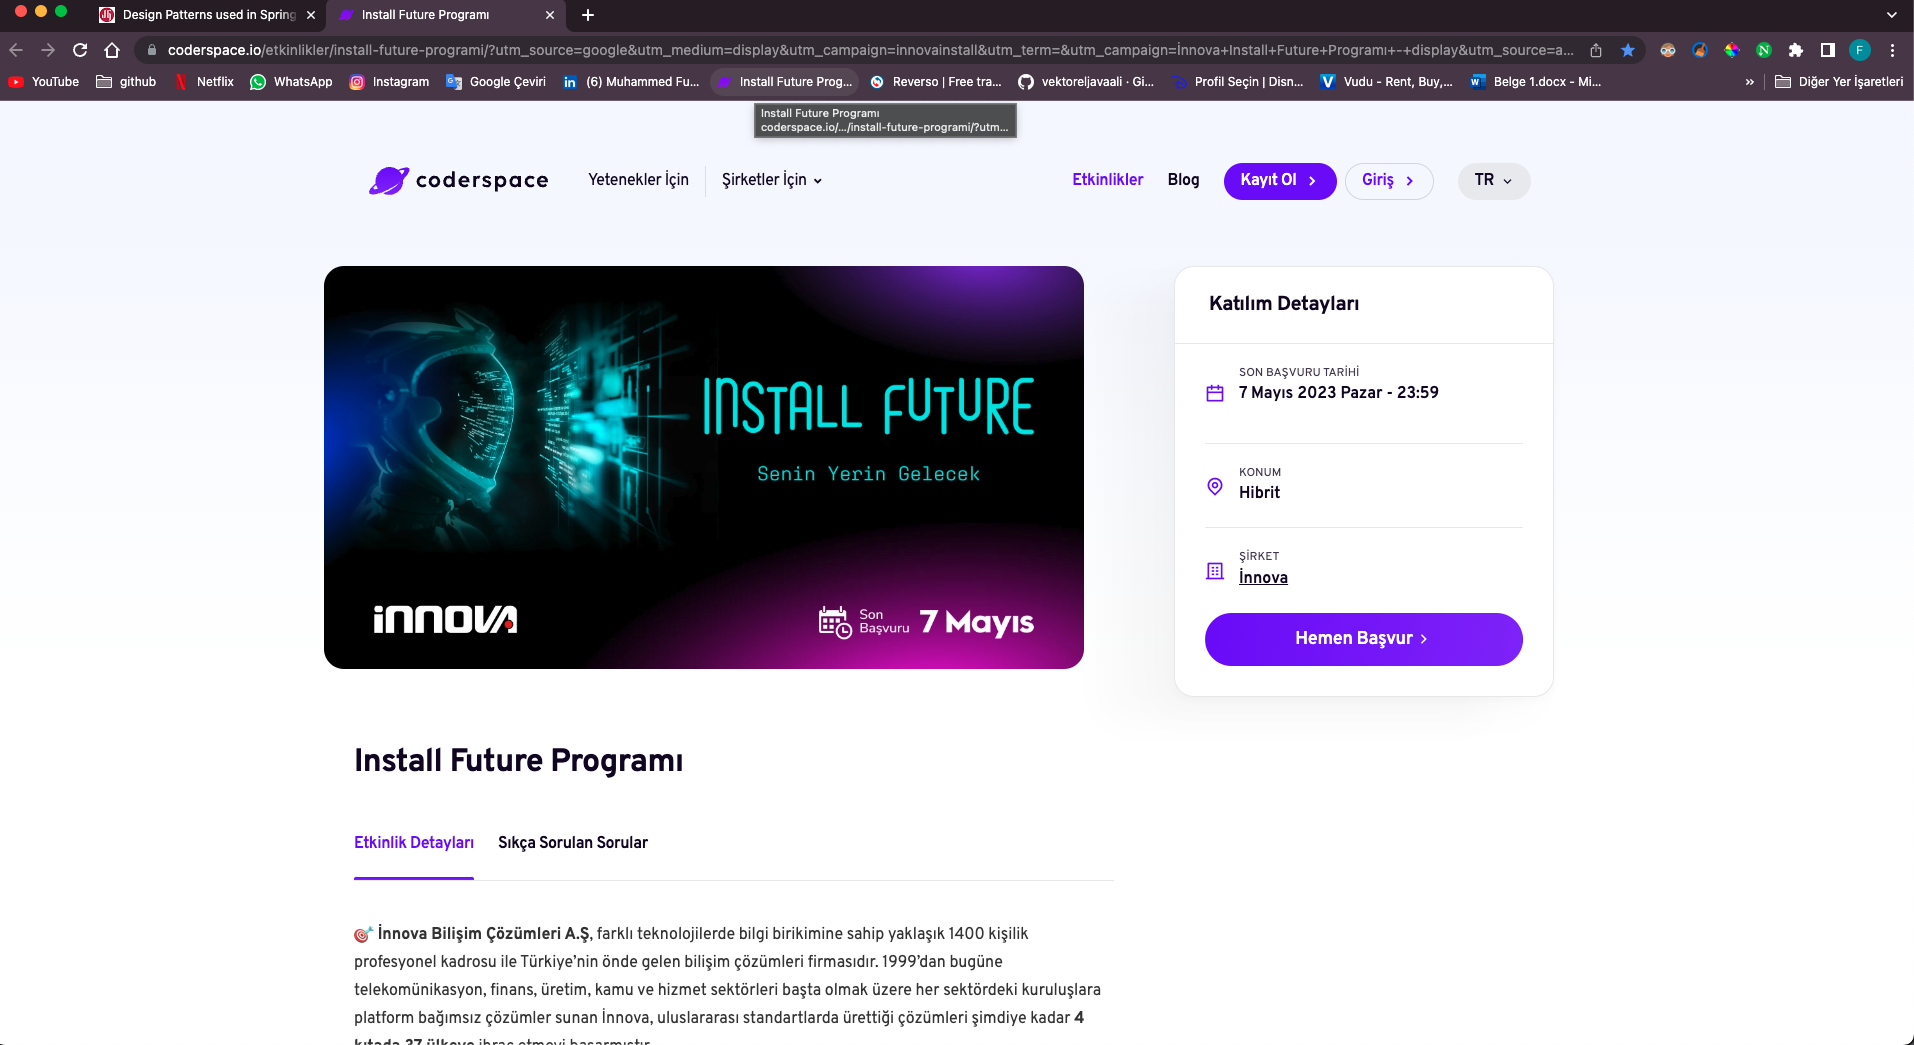 Design Patterns used in Spring
Install Future Programı
coderspace.io/etkinlikler/install-future-programi/?utm_source=google&utm_medium=display&utm_campaign=innovainstall&utm_term=&utm_campaign=İnnova+Install+Future+Programı+-+display&utm_source=a...
F
YouTube
github
Netflix
WhatsApp
Instagram
Google Çeviri
(6) Muhammed Fu...
Install Future Prog...
Reverso | Free tra...
vektoreljavaali · Gi...
Profil Seçin | Disn...
Vudu - Rent, Buy,...
Belge 1.docx - Mi...
»
Diğer Yer İşaretleri
Install Future Programı
coderspace.io/.../install-future-programi/?utm...
coderspace
Yetenekler İçin
Şirketler İçin
Etkinlikler
Blog
Kayıt Ol
Giriş
TR
INSTALL FUTURE
Senin Yerin Gelecek
innova
Son
Başvuru
7 Mayıs
Katılım Detayları
SON BAŞVURU TARİHİ
7 Mayıs 2023 Pazar - 23:59
KONUM
Hibrit
ŞİRKET
İnnova
Hemen Başvur
Install Future Programı
Etkinlik Detayları
Sıkça Sorulan Sorular
🎯 İnnova Bilişim Çözümleri A.Ş, farklı teknolojilerde bilgi birikimine sahip yaklaşık 1400 kişilik
profesyonel kadrosu ile Türkiye’nin önde gelen bilişim çözümleri firmasıdır. 1999’dan bugüne
telekomünikasyon, finans, üretim, kamu ve hizmet sektörleri başta olmak üzere her sektördeki kuruluşlara
platform bağımsız çözümler sunan İnnova, uluslararası standartlarda ürettiği çözümleri şimdiye kadar 4
kıtada 37 ülkeye ihraç etmeyi başarmıştır.